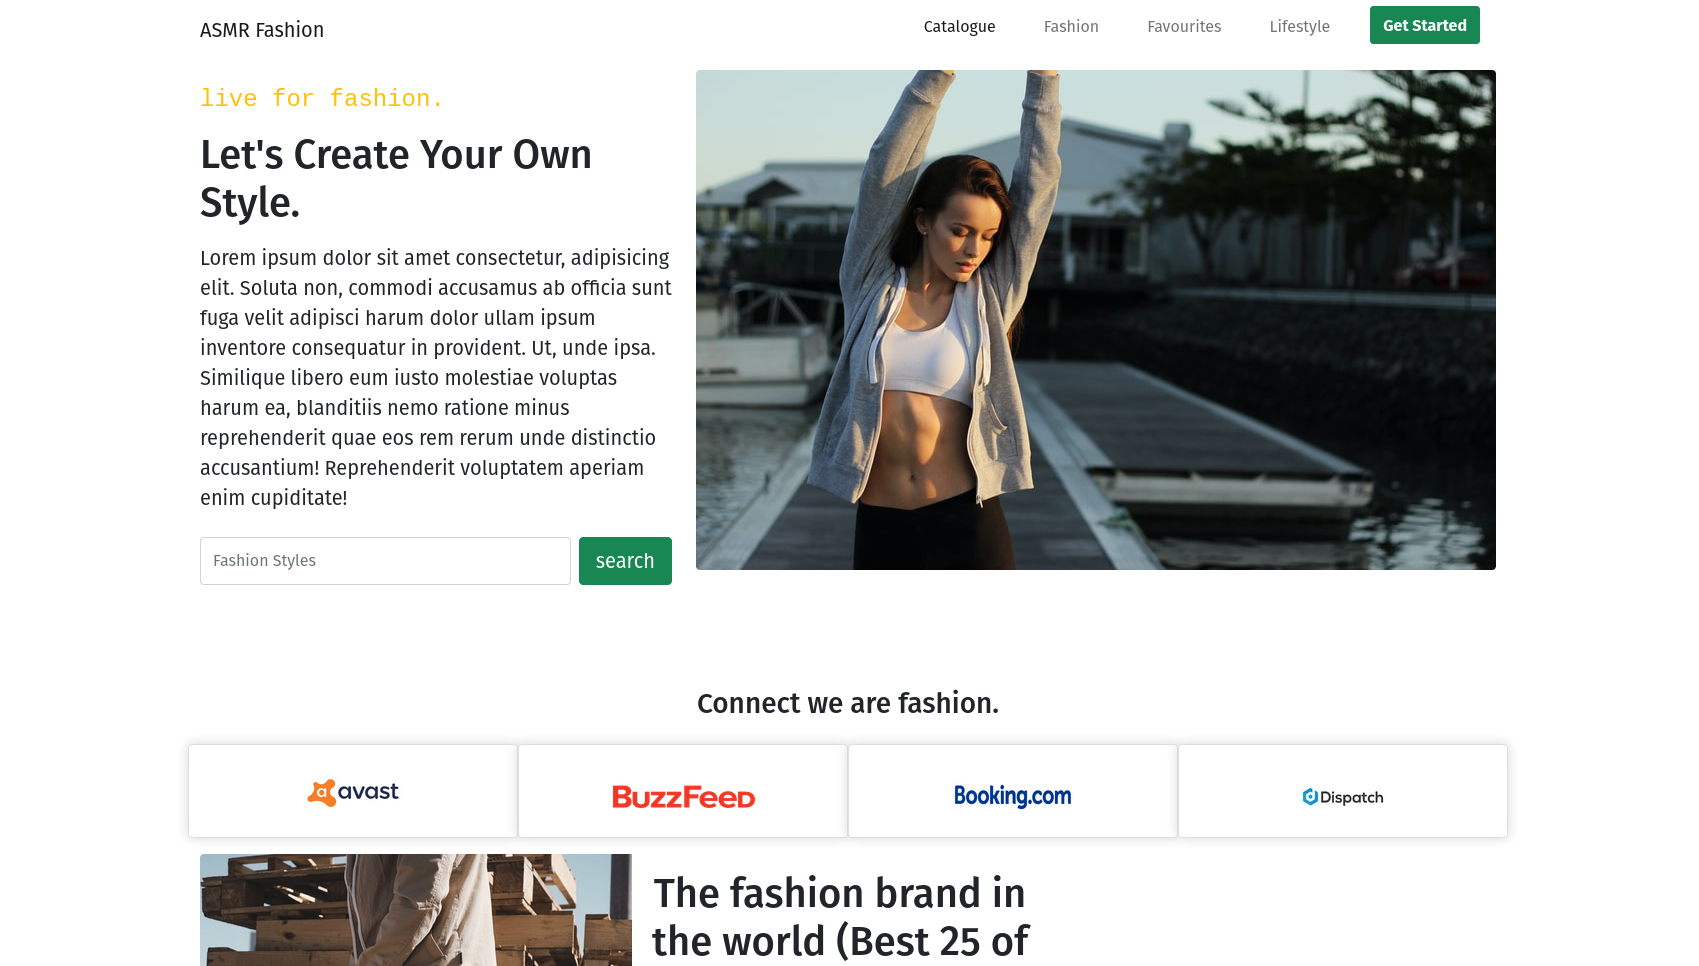 ASMR Fashion
Catalogue
Fashion
Favourites
Lifestyle
Get Started
live for fashion.
Let's Create Your Own
Style.
Lorem ipsum dolor sit amet consectetur, adipisicing
elit. Soluta non, commodi accusamus ab officia sunt
fuga velit adipisci harum dolor ullam ipsum
inventore consequatur in provident. Ut, unde ipsa.
Similique libero eum iusto molestiae voluptas
harum ea, blanditiis nemo ratione minus
reprehenderit quae eos rem rerum unde distinctio
accusantium! Reprehenderit voluptatem aperiam
enim cupiditate!
Fashion Styles
search
Connect we are fashion.
avast
BuzzFeed
Booking.com
Dispatch
The fashion brand in
the world (Best 25 of